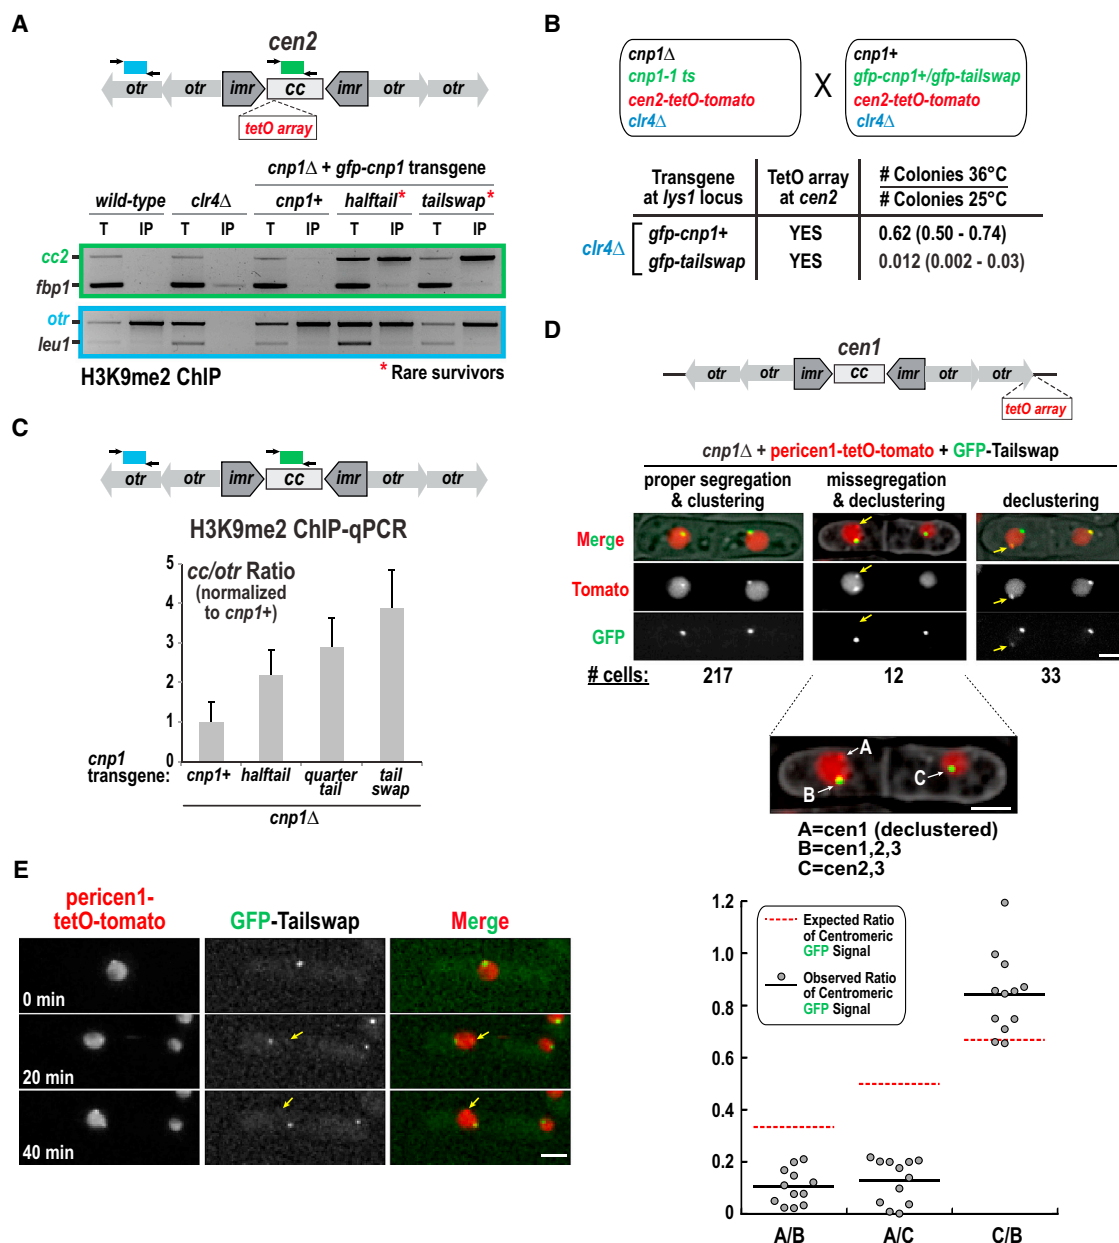 A
cen2
otr otr imr cc imr otr otr
tetO array
cnp1Δ + gfp-cnp1 transgene
wild-type clr4Δ cnp1+ halftail* tailswap*
T IP T IP T IP T IP T IP
cc2
fbp1
otr
leu1
H3K9me2 ChIP
* Rare survivors
B
cnp1Δ
cnp1-1 ts
cen2-tetO-tomato
clr4Δ
X
cnp1+
gfp-cnp1+/gfp-tailswap
cen2-tetO-tomato
clr4Δ
Transgene at lys1 locus
TetO array at cen2
# Colonies 36°C
# Colonies 25°C
clr4Δ
gfp-cnp1+ YES 0.62 (0.50 - 0.74)
gfp-tailswap YES 0.012 (0.002 - 0.03)
C
otr otr imr cc imr otr otr
H3K9me2 ChIP-qPCR
cc/otr Ratio
(normalized
to cnp1+)
5
4
3
2
1
0
cnp1
transgene:
cnp1+ halftail quarter tail tail swap
cnp1Δ
D
cen1
otr otr imr cc imr otr otr
tetO array
cnp1Δ + pericen1-tetO-tomato + GFP-Tailswap
proper segregation & clustering
missegregation & declustering
declustering
Merge
Tomato
GFP
# cells: 217 12 33
A
B
C
A=cen1 (declustered)
B=cen1,2,3
C=cen2,3
1.2
1.0
0.8
0.6
0.4
0.2
0
Expected Ratio
of Centromeric
GFP Signal
Observed Ratio
of Centromeric
GFP Signal
A/B A/C C/B
E
pericen1-
tetO-tomato
GFP-Tailswap
Merge
0 min
20 min
40 min